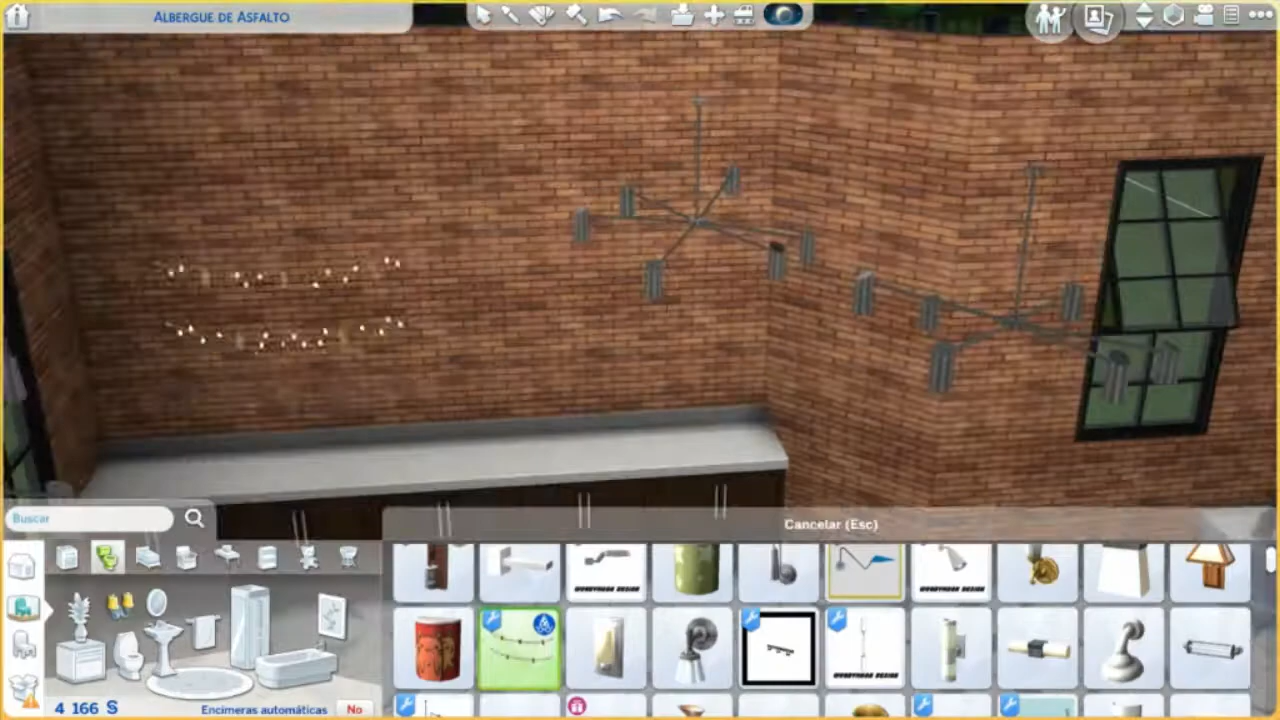 Albergue de Asfalto
Buscar
Cancelar (Esc)
4 166 S
Encimeras automáticas No